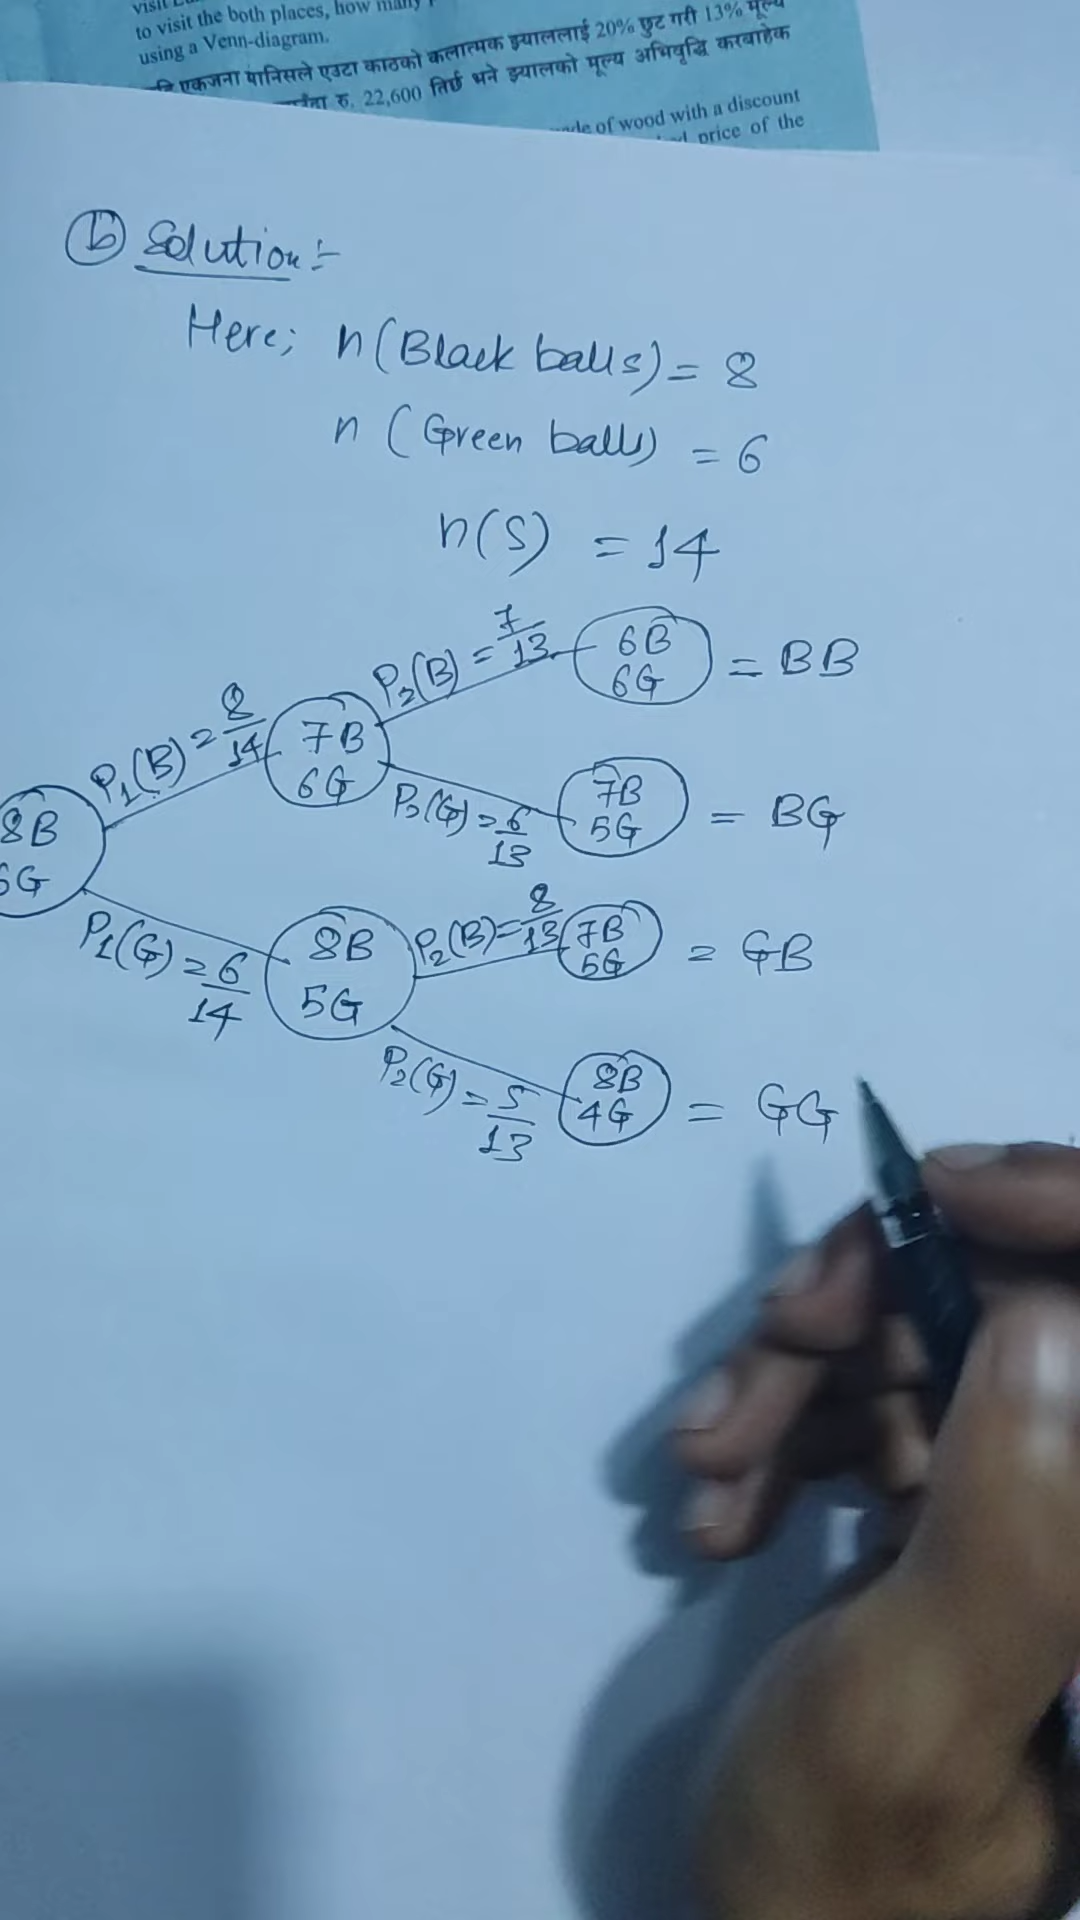 to visit the both places, how many
using a Venn-diagram.
एकजना पानिसले एउटा काठको कलात्मक झ्याललाई 20% छुट गरी 13% मूल्य
रु. 22,600 तिर्छ भने झ्यालको मूल्य अभिवृद्धि करबाहेक
of wood with a discount
price of the
(b) Solution :-
Here; n(Black balls) = 8
n (Green balls) = 6
n(S) = 14
P₂(B) = 7/13 6B 6G = BB
P₁(B) = 8/14 7B 6G
P₂(G) = 6/13 7B 5G = BG
8B 6G
P₁(G) = 6/14 8B 5G
P₂(B) = 8/13 7B 5G = GB
P₂(G) = 5/13 8B 4G = GG